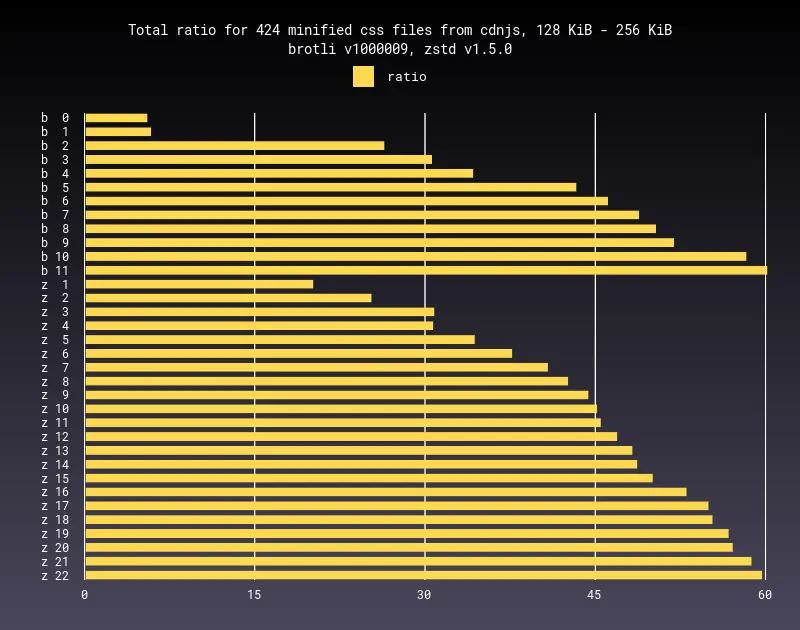 Total ratio for 424 minified css files from cdnjs, 128 KiB - 256 KiB
brotli v1000009, zstd v1.5.0
ratio
b 0
b 1
b 2
b 3
b 4
b 5
b 6
b 7
b 8
b 9
b 10
b 11
z 1
z 2
z 3
z 4
z 5
z 6
z 7
z 8
z 9
z 10
z 11
z 12
z 13
z 14
z 15
z 16
z 17
z 18
z 19
z 20
z 21
z 22
0 15 30 45 60